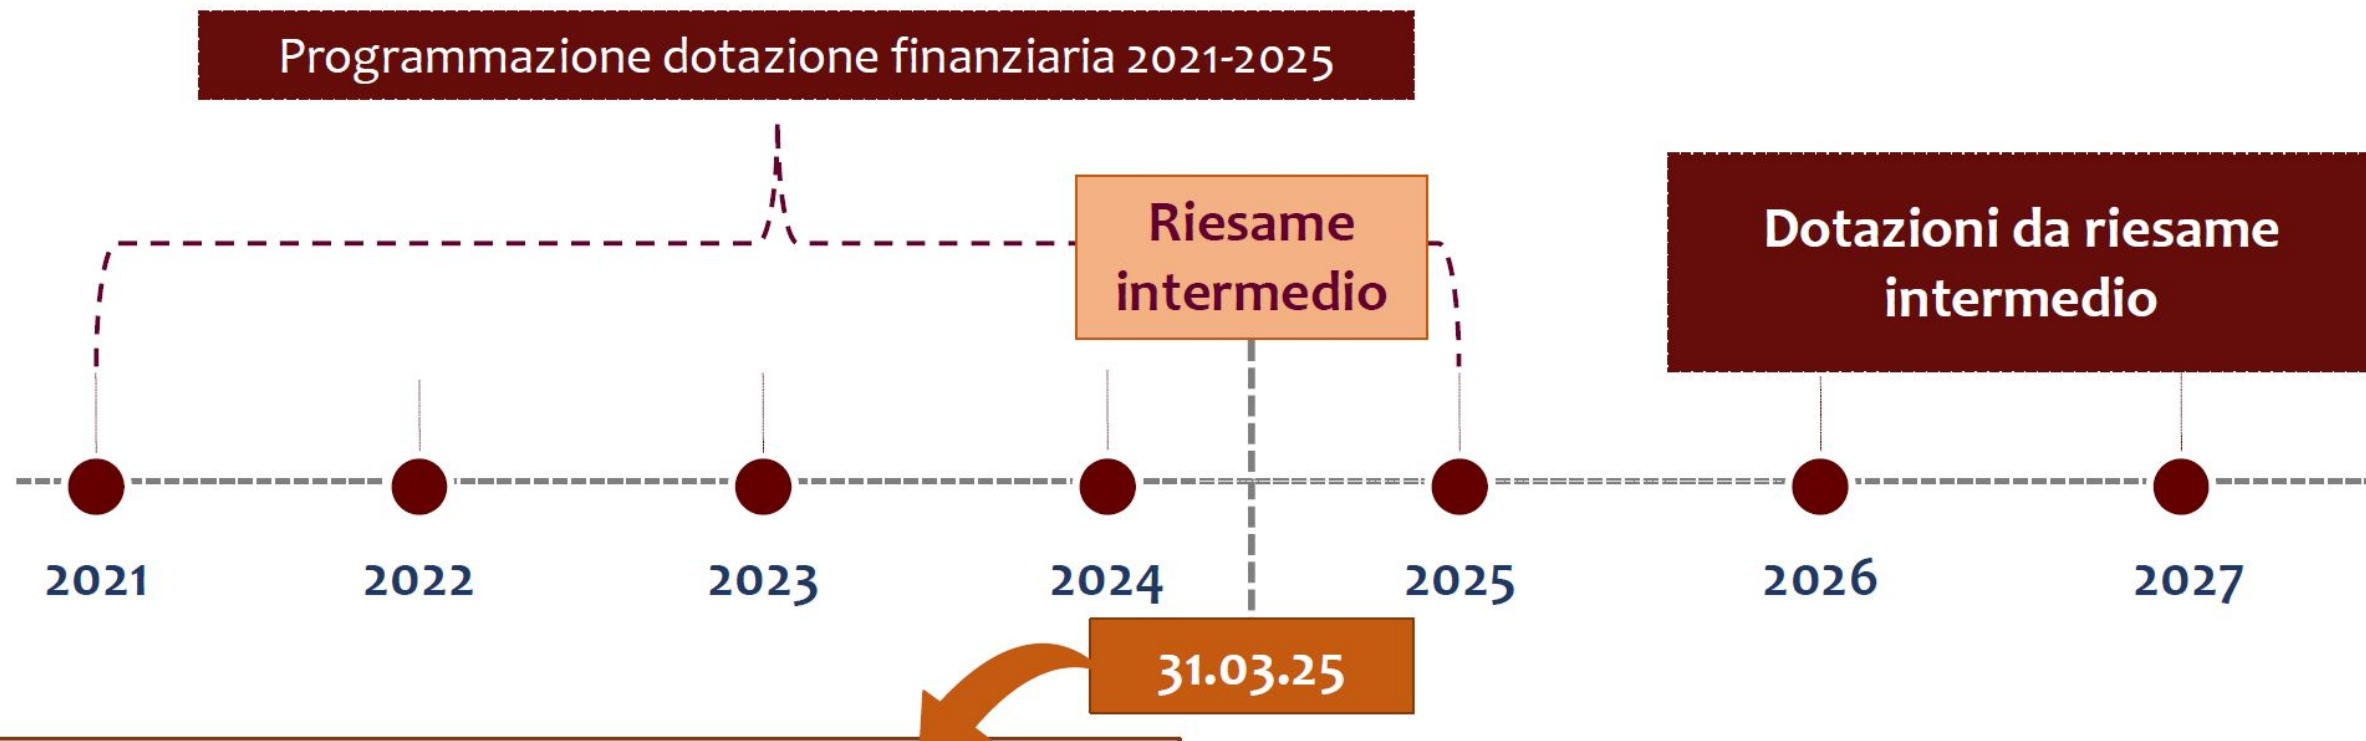 Programmazione dotazione finanziaria 2021-2025
Riesame
intermedio
Dotazioni da riesame
intermedio
2021
2022
2023
2024
2025
2026
2027
31.03.25